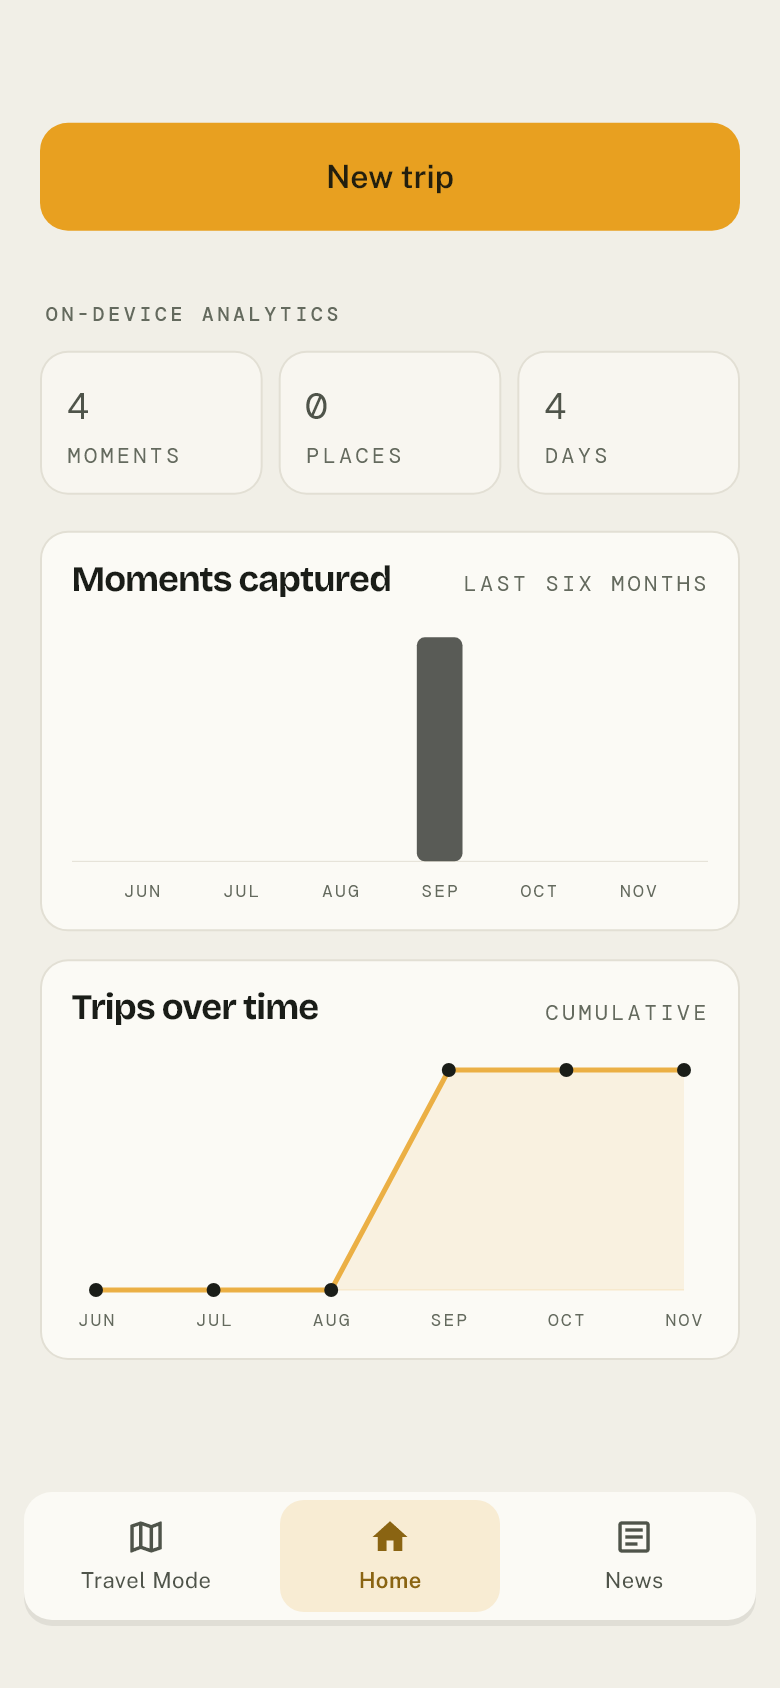 New trip
ON-DEVICE ANALYTICS
4
MOMENTS
0
PLACES
4
DAYS
Moments captured
LAST SIX MONTHS
JUN JUL AUG SEP OCT NOV
Trips over time
CUMULATIVE
JUN JUL AUG SEP OCT NOV
Travel Mode
Home
News